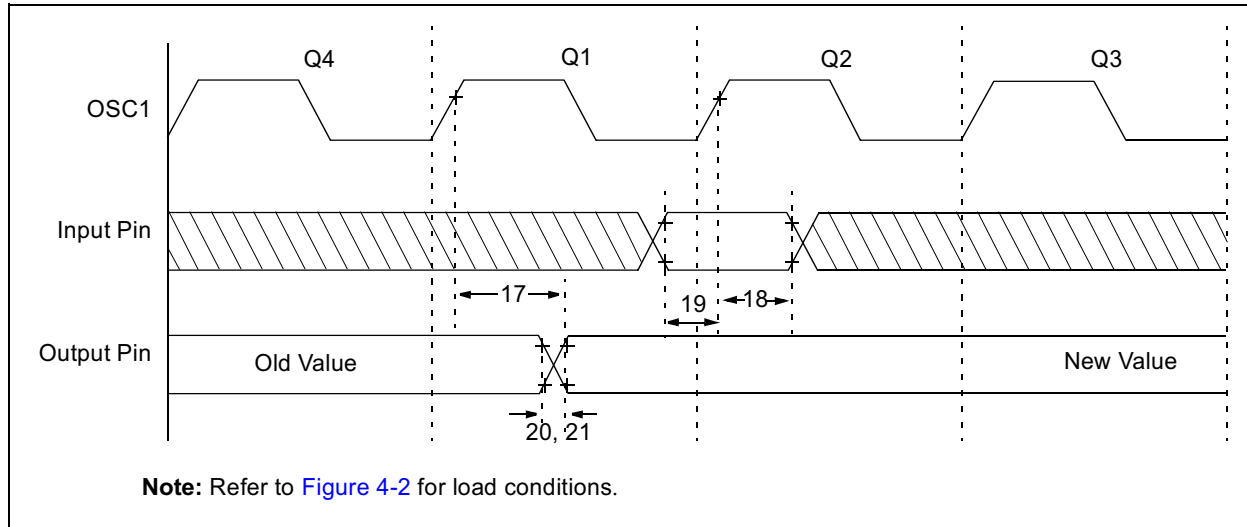 Q4 Q1 Q2 Q3
OSC1
Input Pin
17 19 18
Output Pin
Old Value New Value
20, 21
Note: Refer to Figure 4-2 for load conditions.